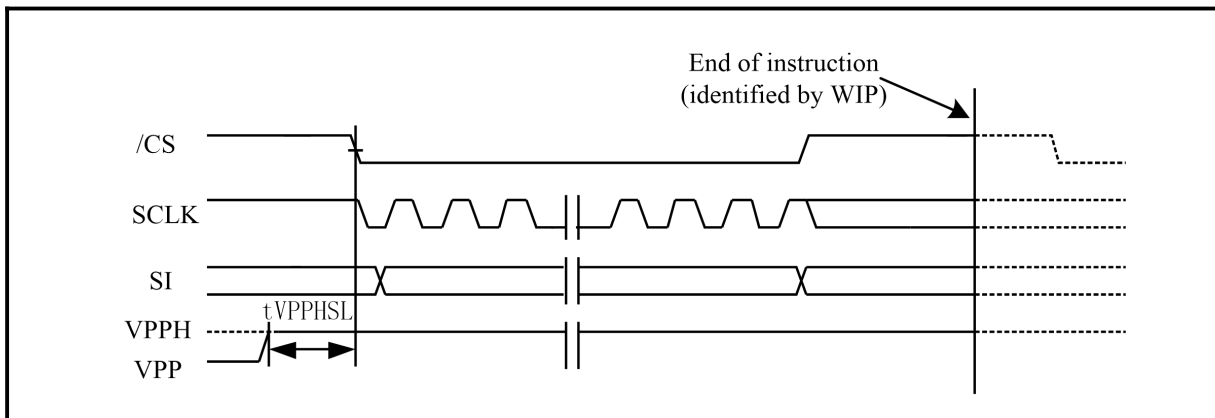 End of instruction
(identified by WIP)
/CS
SCLK
SI
tVPPHSL
VPPH
VPP